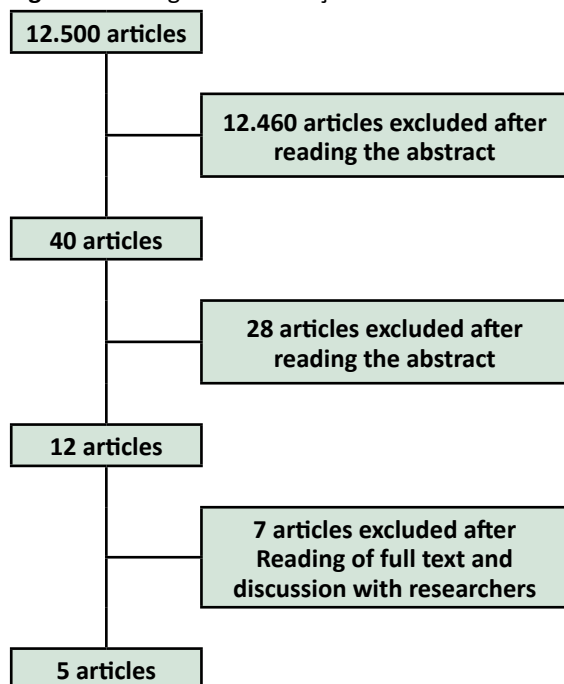 12.500 articles
12.460 articles excluded after
reading the abstract
40 articles
28 articles excluded after
reading the abstract
12 articles
7 articles excluded after
Reading of full text and
discussion with researchers
5 articles